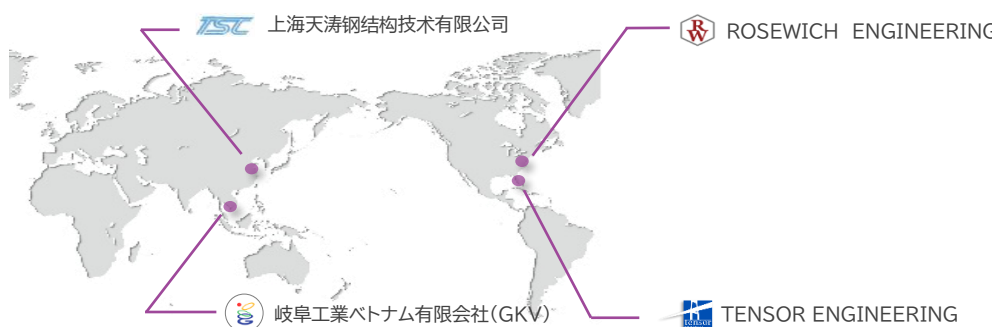 TSC 上海天涛钢结构技术有限公司
RW ROSEWICH ENGINEERING
岐阜工業ベトナム有限会社(GKV)
Tensor TENSOR ENGINEERING